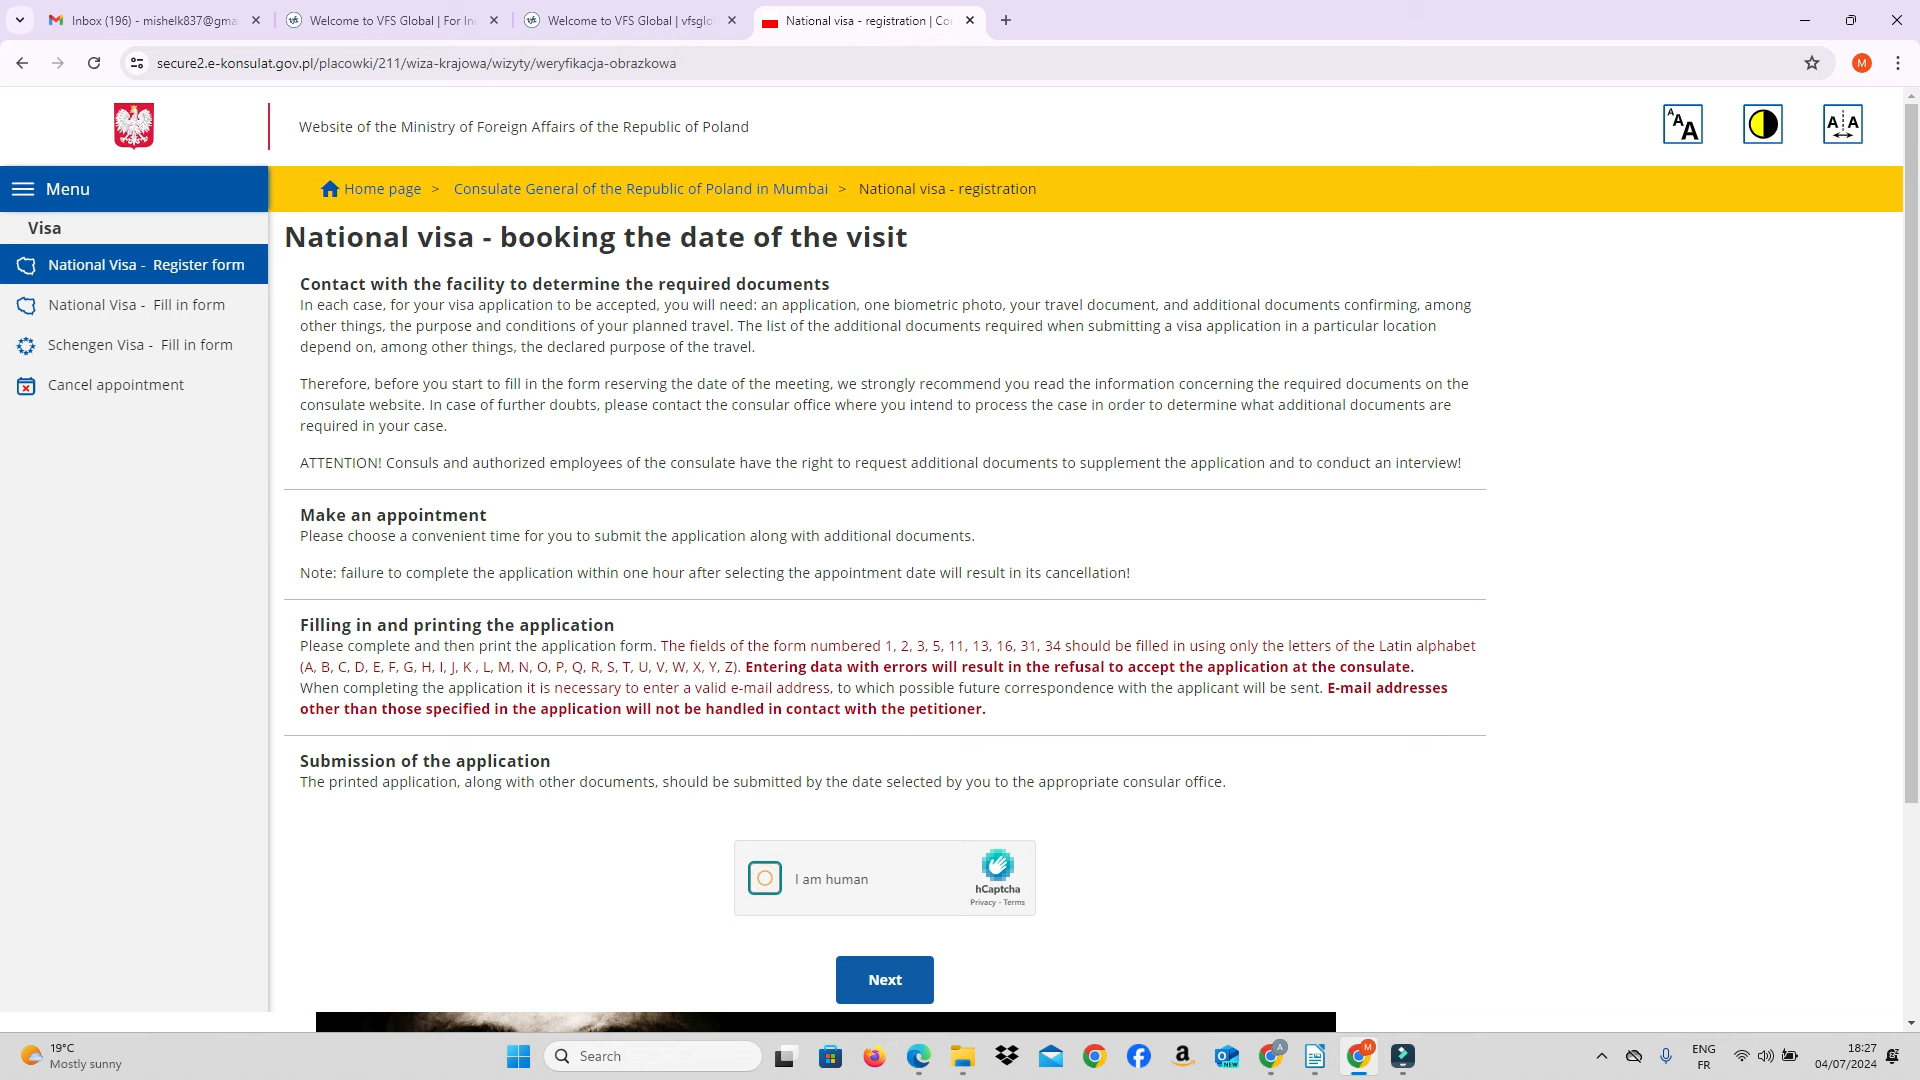 Inbox (196) - mishelk837@gma
Welcome to VFS Global | For In
Welcome to VFS Global | vfsglo
National visa - registration | Co
secure2.e-konsulat.gov.pl/placowki/211/wiza-krajowa/wizyty/weryfikacja-obrazkowa
M
Website of the Ministry of Foreign Affairs of the Republic of Poland
A A A
A A
Menu
Home page > Consulate General of the Republic of Poland in Mumbai > National visa - registration
Visa
National Visa - Register form
National Visa - Fill in form
Schengen Visa - Fill in form
Cancel appointment
National visa - booking the date of the visit
Contact with the facility to determine the required documents
In each case, for your visa application to be accepted, you will need: an application, one biometric photo, your travel document, and additional documents confirming, among
other things, the purpose and conditions of your planned travel. The list of the additional documents required when submitting a visa application in a particular location
depend on, among other things, the declared purpose of the travel.
Therefore, before you start to fill in the form reserving the date of the meeting, we strongly recommend you read the information concerning the required documents on the
consulate website. In case of further doubts, please contact the consular office where you intend to process the case in order to determine what additional documents are
required in your case.
ATTENTION! Consuls and authorized employees of the consulate have the right to request additional documents to supplement the application and to conduct an interview!
Make an appointment
Please choose a convenient time for you to submit the application along with additional documents.
Note: failure to complete the application within one hour after selecting the appointment date will result in its cancellation!
Filling in and printing the application
Please complete and then print the application form. The fields of the form numbered 1, 2, 3, 5, 11, 13, 16, 31, 34 should be filled in using only the letters of the Latin alphabet
(A, B, C, D, E, F, G, H, I, J, K , L, M, N, O, P, Q, R, S, T, U, V, W, X, Y, Z). Entering data with errors will result in the refusal to accept the application at the consulate.
When completing the application it is necessary to enter a valid e-mail address, to which possible future correspondence with the applicant will be sent. E-mail addresses
other than those specified in the application will not be handled in contact with the petitioner.
Submission of the application
The printed application, along with other documents, should be submitted by the date selected by you to the appropriate consular office.
I am human
hCaptcha
Privacy - Terms
Next
19°C
Mostly sunny
Search
NEW
A
M
ENG
FR
18:27
04/07/2024